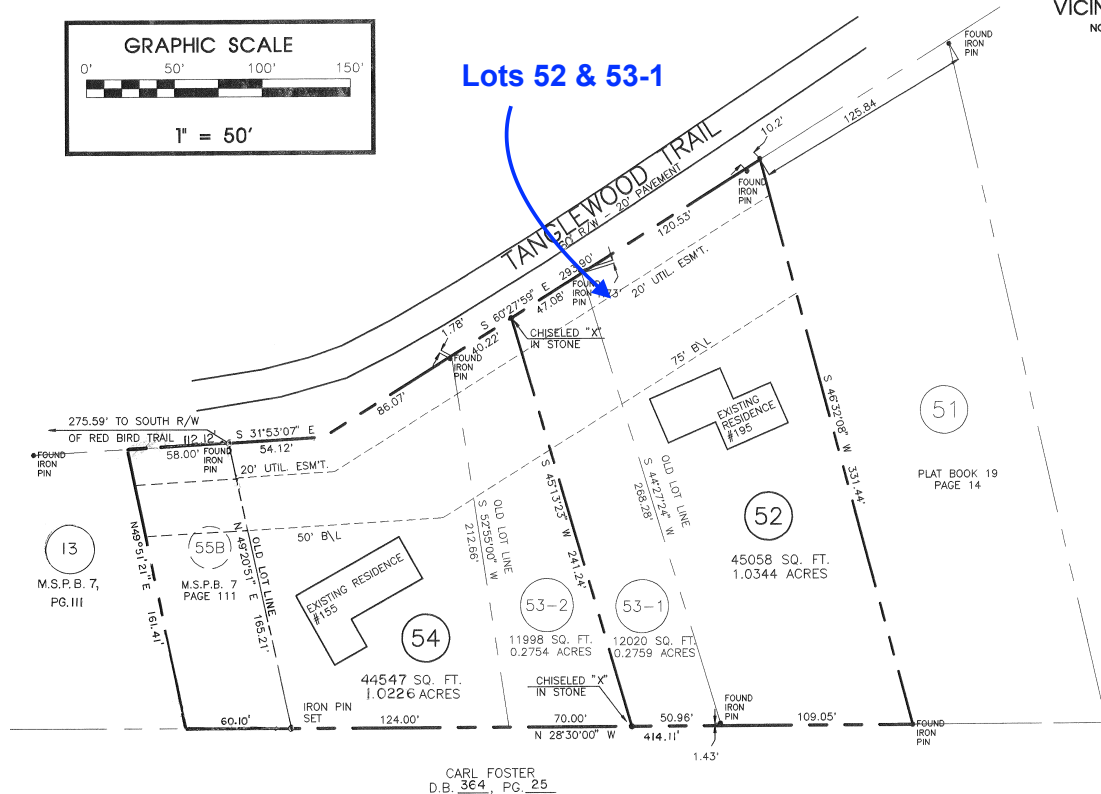 VICIN
NO
GRAPHIC SCALE
0' 50' 100' 150'
1" = 50'
Lots 52 & 53-1
FOUND
IRON
PIN
125.84
10.2'
TANGLEWOOD TRAIL
60' R/W - 20' PAVEMENT
FOUND
IRON
PIN
120.53'
293.90'
S 60°27'59" E
47.08'
FOUND
IRON
PIN
20' UTIL. ESM'T.
1.78'
40.22'
CHISELED "X"
IN STONE
FOUND
IRON
PIN
75' B\L
86.07'
EXISTING
RESIDENCE
#195
S 46°32'08" W 331.44'
51
PLAT BOOK 19
PAGE 14
275.59' TO SOUTH R/W
OF RED BIRD TRAIL
112.12' S 31°53'07" E
58.00' 54.12'
FOUND
IRON
PIN
FOUND
IRON
PIN
20' UTIL. ESM'T.
OLD LOT LINE
S 44°27'24" W
268.28'
S 45°13'23" W 241.24'
OLD LOT LINE
S 52°55'00" W
212.66'
52
45058 SQ. FT.
1.0344 ACRES
50' B\L
13
M.S.P.B. 7,
PG.111
N49°51'21" E 161.41'
55B
M.S.P.B. 7
PAGE 111
OLD LOT LINE
N 49°20'51" E 165.21'
EXISTING RESIDENCE
#155
54
44547 SQ. FT.
1.0226 ACRES
53-2
11998 SQ. FT.
0.2754 ACRES
53-1
12020 SQ. FT.
0.2759 ACRES
CHISELED "X"
IN STONE
IRON PIN
SET
FOUND
IRON
PIN
60.10' 124.00' 70.00' 50.96' 109.05'
N 28°30'00" W 414.11'
FOUND
IRON
PIN
1.43'
CARL FOSTER
D.B. 364, PG. 25